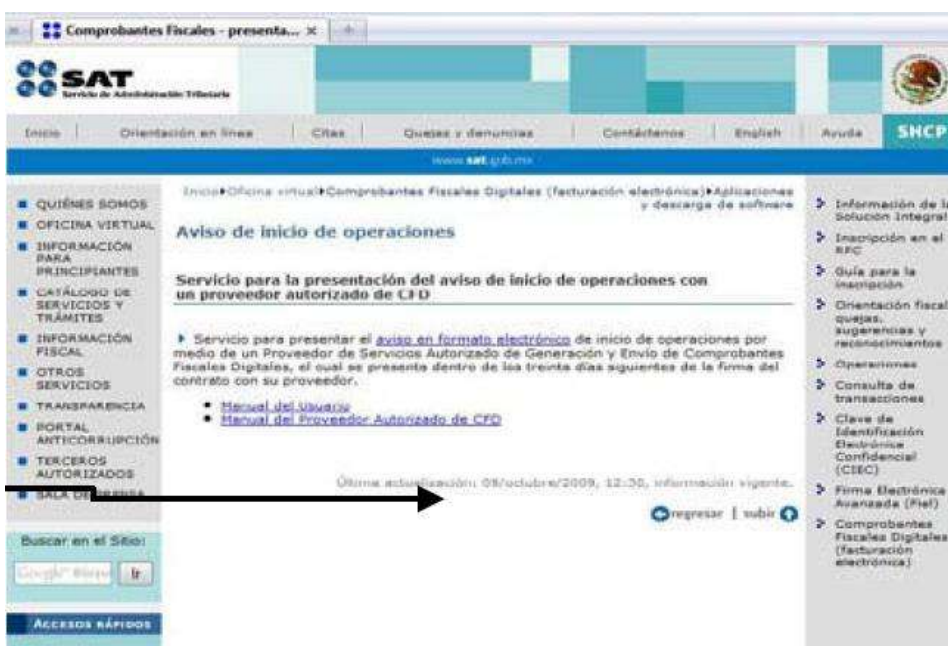 Comprobantes Fiscales - presenta... ×
SAT
Servicio de Administración Tributaria
Inicio | Orientación en línea | Citas | Quejas y denuncias | Contáctenos | English | Ayuda
SHCP
www.sat.gob.mx
QUIÉNES SOMOS
OFICINA VIRTUAL
INFORMACIÓN
PARA
PRINCIPIANTES
CATÁLOGO DE
SERVICIOS Y
TRÁMITES
INFORMACIÓN
FISCAL
OTROS
SERVICIOS
TRANSPARENCIA
PORTAL
ANTICORRUPCIÓN
TERCEROS
AUTORIZADOS
SALA DE PRENSA
Buscar en el Sitio:
Google
Ir
ACCESOS RÁPIDOS
Inicio▸Oficina virtual▸Comprobantes Fiscales Digitales (facturación electrónica)▸Aplicaciones
y descarga de software
Aviso de inicio de operaciones
Servicio para la presentación del aviso de inicio de operaciones con
un proveedor autorizado de CFD
Servicio para presentar el aviso en formato electrónico de inicio de operaciones por
medio de un Proveedor de Servicios Autorizado de Generación y Envío de Comprobantes
Fiscales Digitales, el cual se presenta dentro de los treinta días siguientes de la firma del
contrato con su proveedor.
• Manual del Usuario
• Manual del Proveedor Autorizado de CFD
Última actualización: 09/octubre/2009, 12:30, información vigente.
regresar | subir
Información de la
Solución Integral
Inscripción en el
RFC
Guía para la
inscripción
Orientación fiscal,
quejas,
sugerencias y
reconocimientos
Operaciones
Consulta de
transacciones
Clave de
Identificación
Electrónica
Confidencial
(CIEC)
Firma Electrónica
Avanzada (Fiel)
Comprobantes
Fiscales Digitales
(facturación
electrónica)